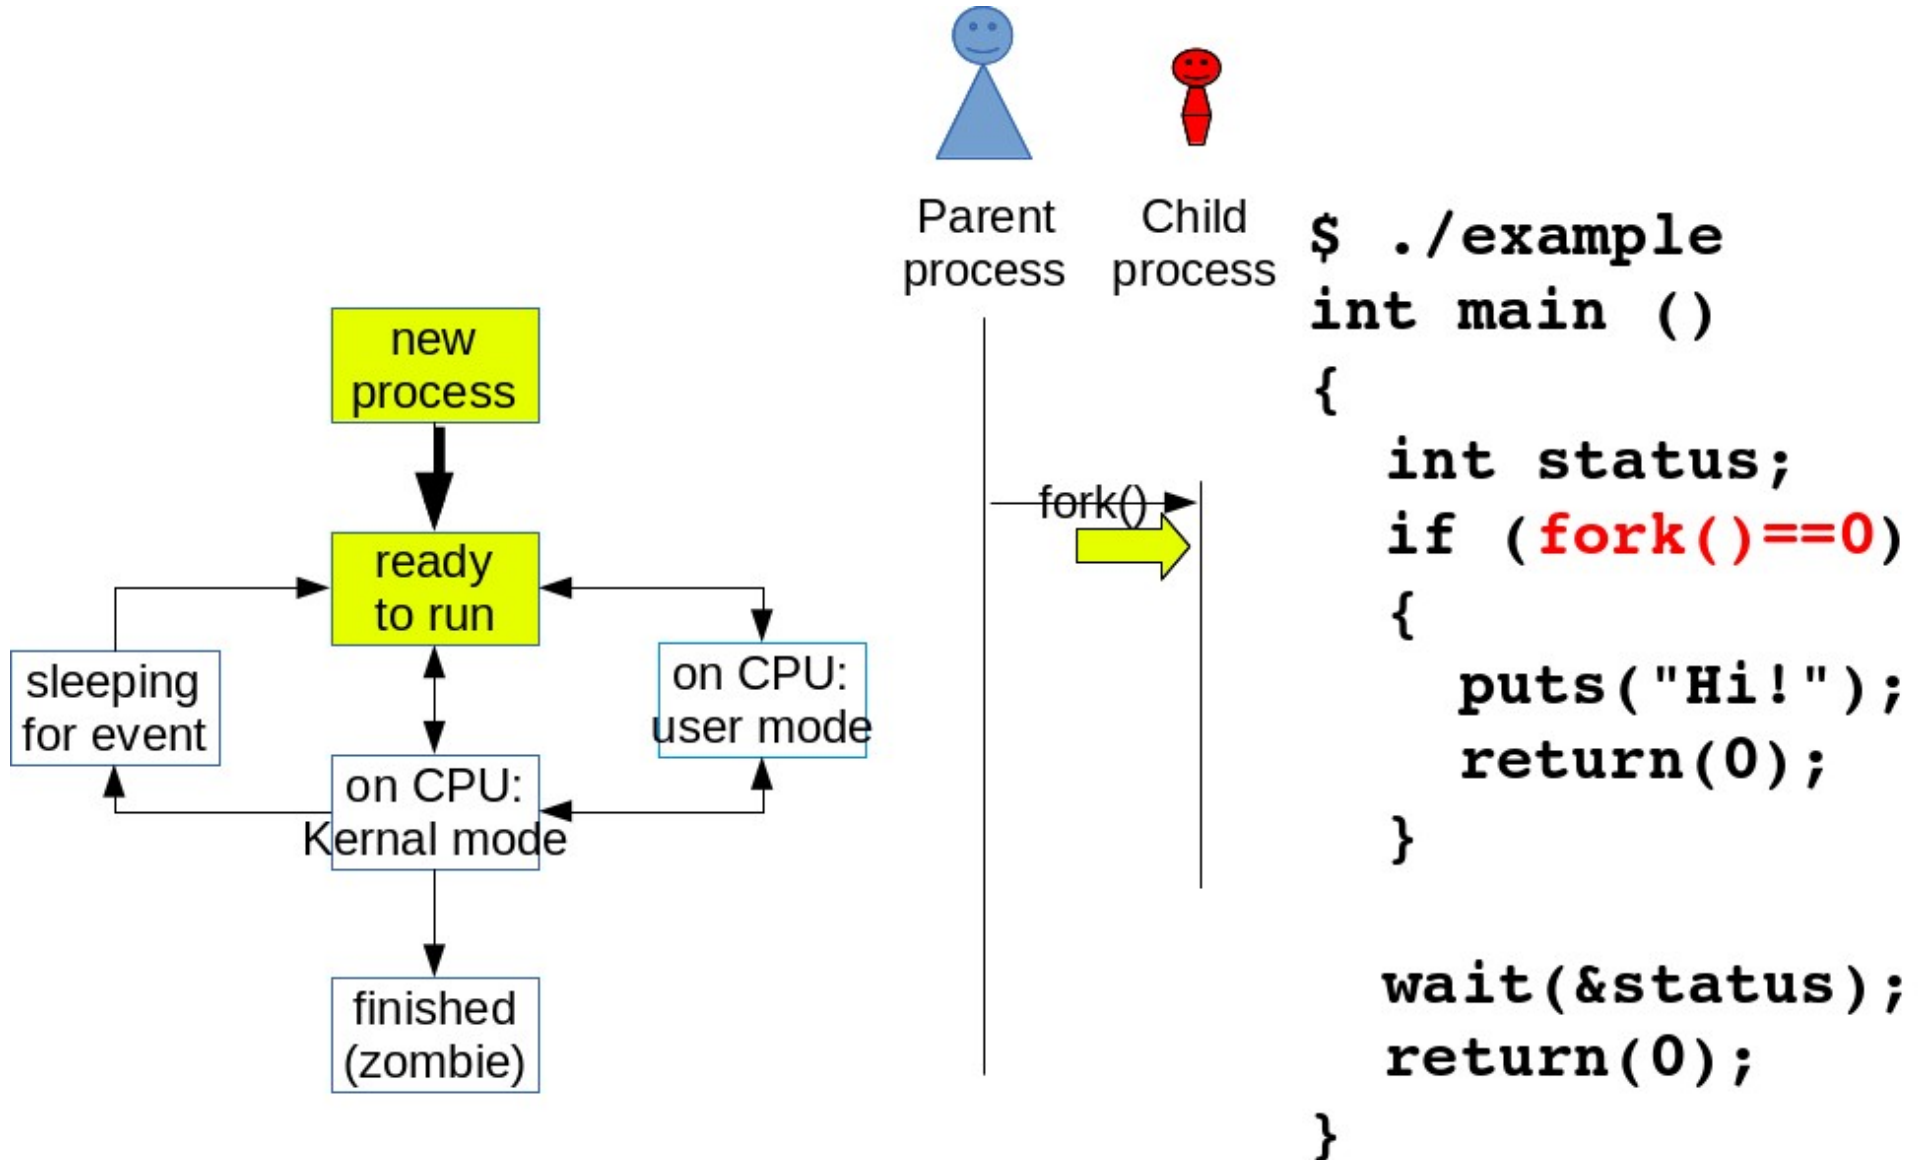 Parent
process
Child
process
new
process
ready
to run
sleeping
for event
on CPU:
user mode
on CPU:
Kernal mode
finished
(zombie)
fork()
$ ./example
int main ()
{
int status;
if (fork()==0)
{
puts("Hi!");
return(0);
}
wait(&status);
return(0);
}